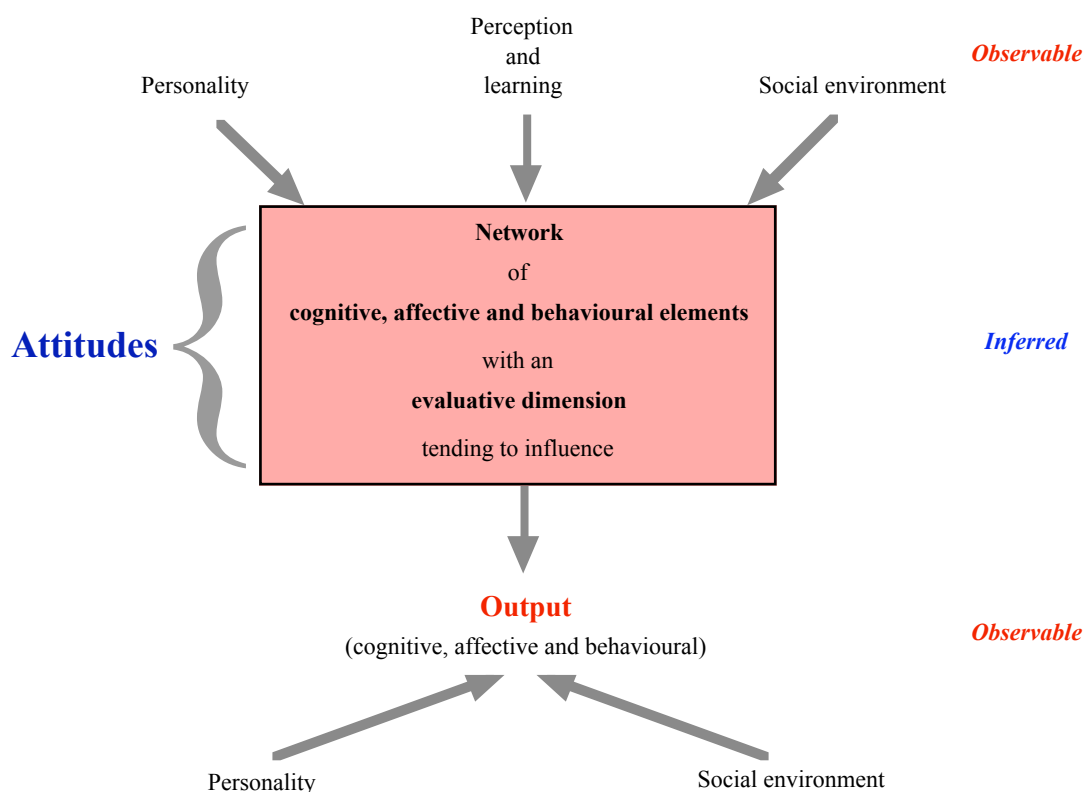 Perception
and
learning
Observable
Personality
Social environment
Network
of
cognitive, affective and behavioural elements
with an
evaluative dimension
tending to influence
Attitudes
Inferred
Output
(cognitive, affective and behavioural)
Observable
Personality
Social environment